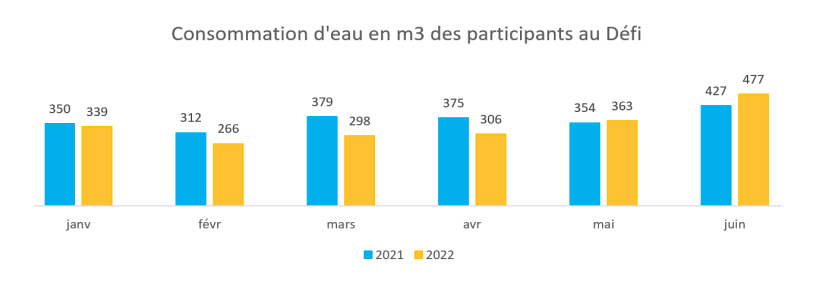 Consommation d'eau en m3 des participants au Défi
350 339 312 266 379 298 375 306 354 363 427 477
janv févr mars avr mai juin
2021 2022